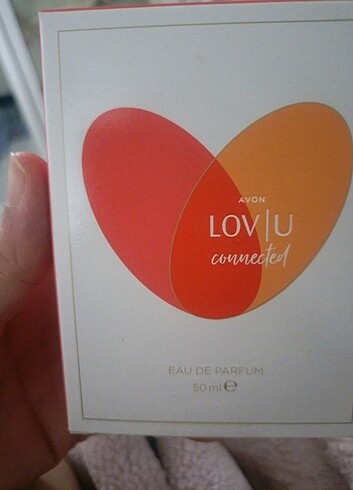 AVON
LOV|U
connected
EAU DE PARFUM
50 ml ℮